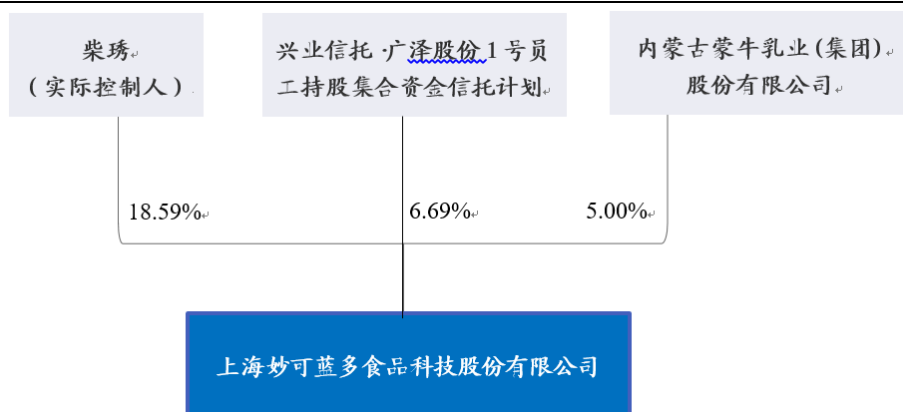 柴琇
(实际控制人)
兴业信托·广泽股份1号员
工持股集合资金信托计划
内蒙古蒙牛乳业(集团)
股份有限公司
18.59%
6.69%
5.00%
上海妙可蓝多食品科技股份有限公司